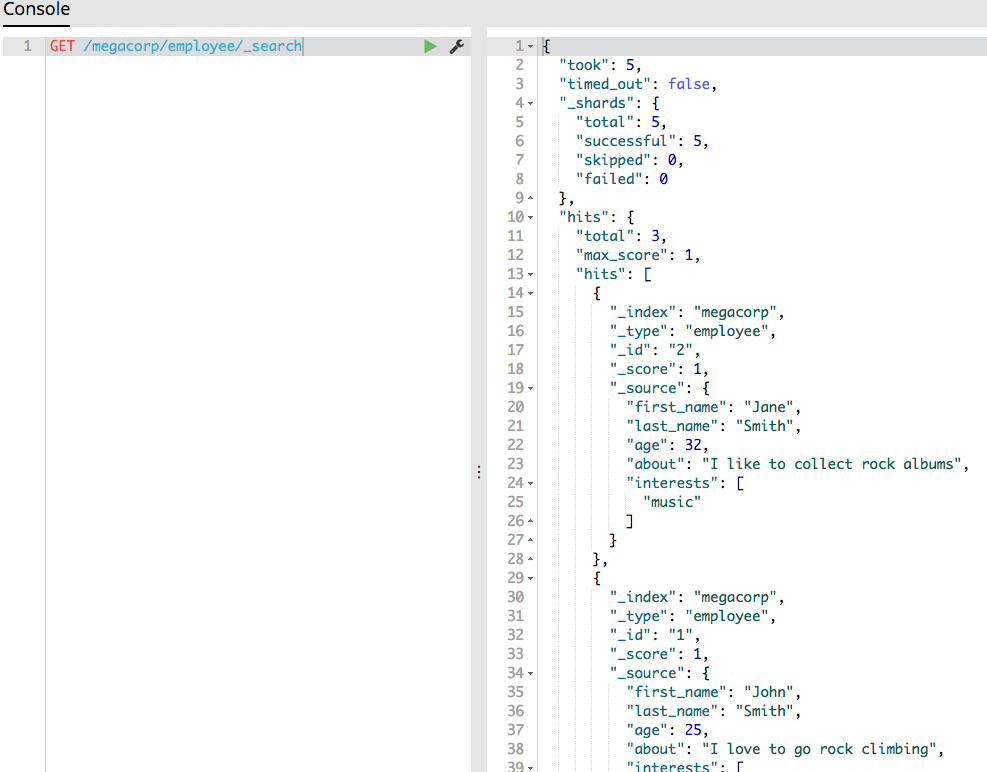 Console
1 GET /megacorp/employee/_search
1 {
2 "took": 5,
3 "timed_out": false,
4 "_shards": {
5 "total": 5,
6 "successful": 5,
7 "skipped": 0,
8 "failed": 0
9 },
10 "hits": {
11 "total": 3,
12 "max_score": 1,
13 "hits": [
14 {
15 "_index": "megacorp",
16 "_type": "employee",
17 "_id": "2",
18 "_score": 1,
19 "_source": {
20 "first_name": "Jane",
21 "last_name": "Smith",
22 "age": 32,
23 "about": "I like to collect rock albums",
24 "interests": [
25 "music"
26 ]
27 }
28 },
29 {
30 "_index": "megacorp",
31 "_type": "employee",
32 "_id": "1",
33 "_score": 1,
34 "_source": {
35 "first_name": "John",
36 "last_name": "Smith",
37 "age": 25,
38 "about": "I love to go rock climbing",
39 "interests": [